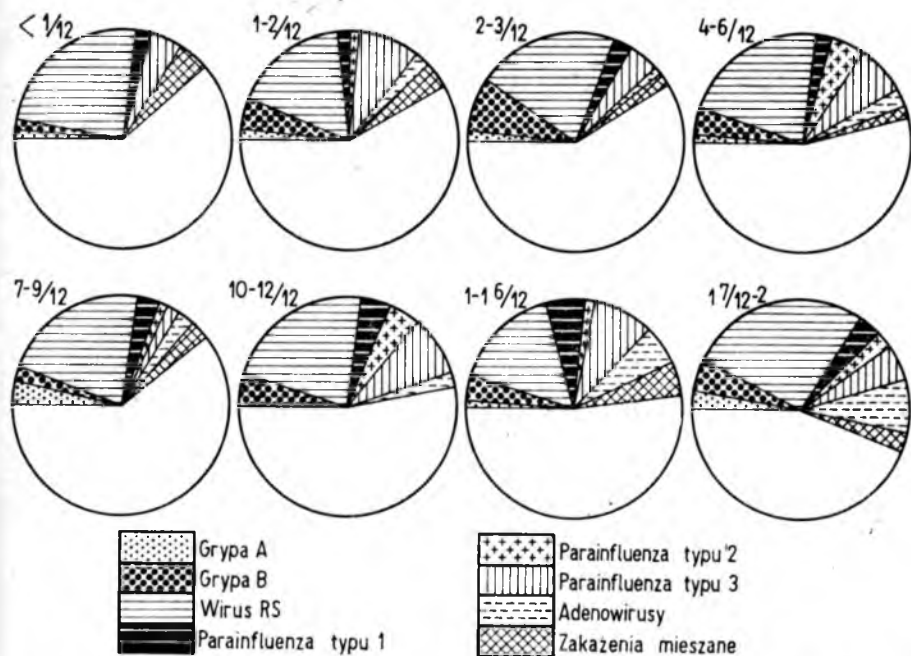 < 1/12
1-2/12
2-3/12
4-6/12
7-9/12
10-12/12
1-1 6/12
1 7/12-2
Grypa A
Grypa B
Wirus RS
Parainfluenza typu 1
Parainfluenza typu 2
Parainfluenza typu 3
Adenowirusy
Zakażenia mieszane